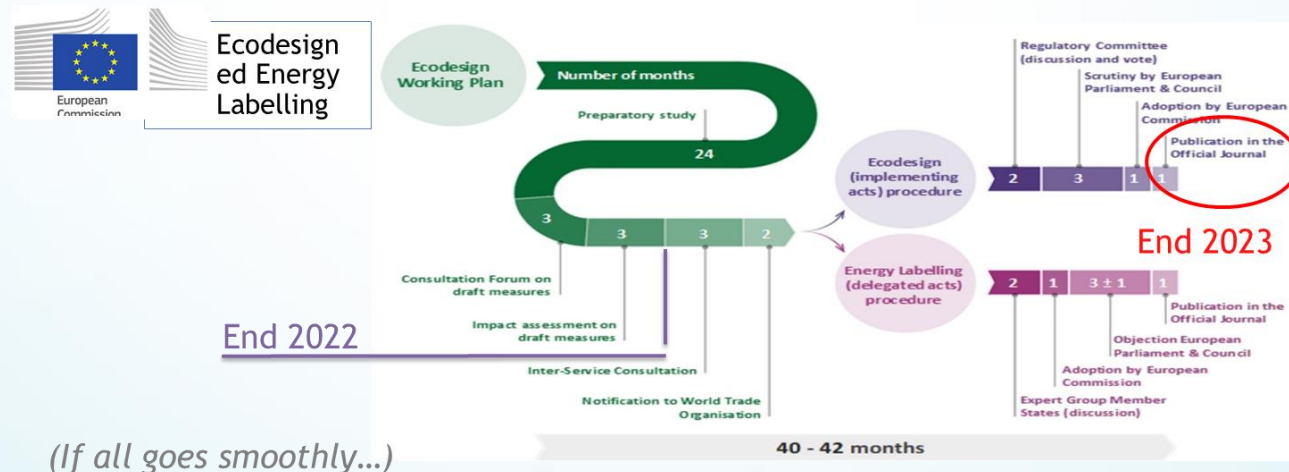 European
Commission
Ecodesign
ed Energy
Labelling
Ecodesign
Working Plan
Number of months
Preparatory study
24
3
3
3
2
Consultation Forum on
draft measures
Impact assessment on
draft measures
Inter-Service Consultation
Notification to World Trade
Organisation
End 2022
Ecodesign
(implementing
acts) procedure
Regulatory Committee
(discussion and vote)
Scrutiny by European
Parliament & Council
Adoption by European
Commission
Publication in the
Official Journal
2
3
1
1
End 2023
Energy Labelling
(delegated acts)
procedure
2
1
3 ± 1
1
Publication in the
Official Journal
Objection European
Parliament & Council
Adoption by European
Commission
Expert Group Member
States (discussion)
40 - 42 months
(If all goes smoothly…)